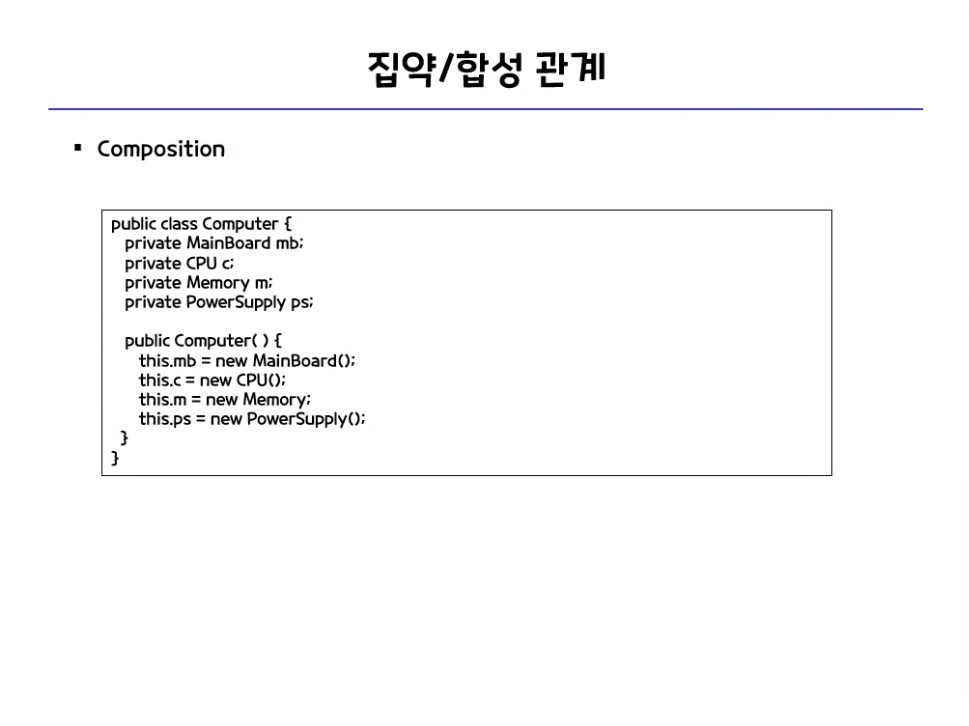 집약/합성 관계
▪ Composition
public class Computer {
private MainBoard mb;
private CPU c;
private Memory m;
private PowerSupply ps;
public Computer( ) {
this.mb = new MainBoard();
this.c = new CPU();
this.m = new Memory;
this.ps = new PowerSupply();
}
}